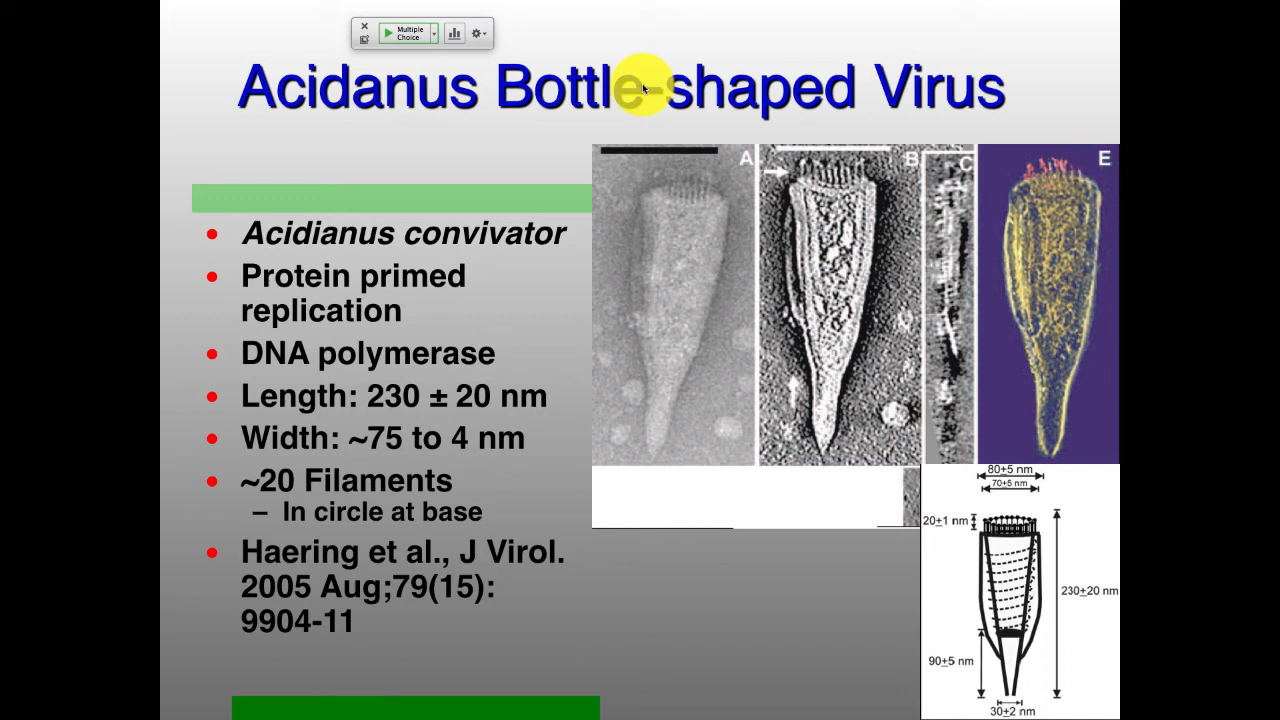 Multiple
Choice
Acidanus Bottle-shaped Virus
Acidianus convivator
Protein primed
replication
DNA polymerase
Length: 230 ± 20 nm
Width: ~75 to 4 nm
~20 Filaments
– In circle at base
Haering et al., J Virol.
2005 Aug;79(15):
9904-11
A
B
C
E
80+5 nm
70+5 nm
20+1 nm
230+20 nm
90+5 nm
30+2 nm